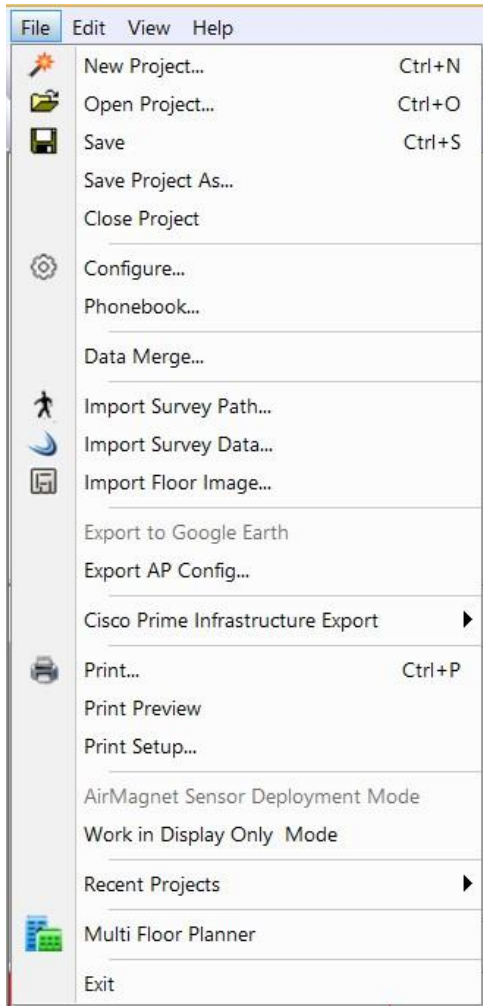 File Edit View Help
New Project... Ctrl+N
Open Project... Ctrl+O
Save Ctrl+S
Save Project As...
Close Project
Configure...
Phonebook...
Data Merge...
Import Survey Path...
Import Survey Data...
Import Floor Image...
Export to Google Earth
Export AP Config...
Cisco Prime Infrastructure Export
Print... Ctrl+P
Print Preview
Print Setup...
AirMagnet Sensor Deployment Mode
Work in Display Only Mode
Recent Projects
Multi Floor Planner
Exit